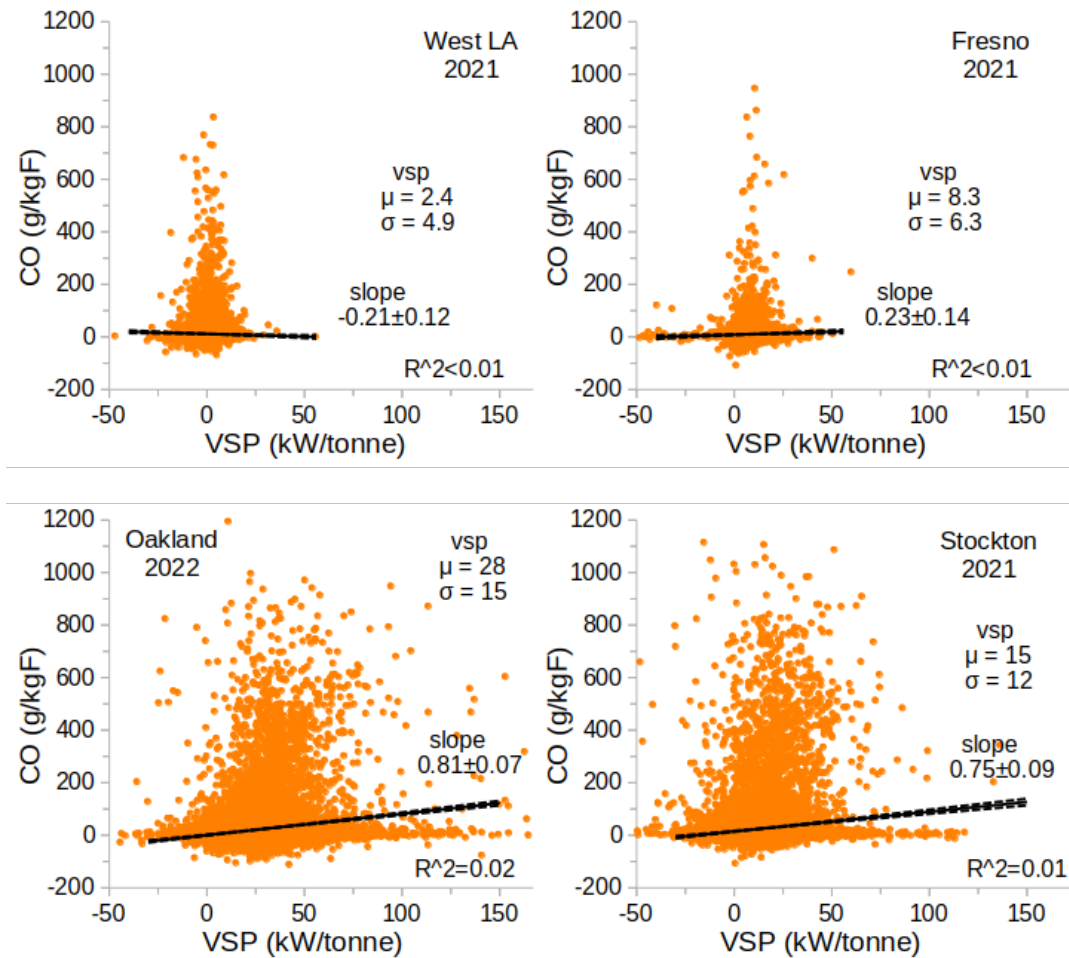 1200
1000
800
600
400
200
0
-200
CO (g/kgF)
West LA
2021
vsp
μ = 2.4
σ = 4.9
slope
-0.21±0.12
R^2<0.01
-50 0 50 100 150
VSP (kW/tonne)
1200
1000
800
600
400
200
0
-200
CO (g/kgF)
Fresno
2021
vsp
μ = 8.3
σ = 6.3
slope
0.23±0.14
R^2<0.01
-50 0 50 100 150
VSP (kW/tonne)
1200
1000
800
600
400
200
0
-200
CO (g/kgF)
Oakland
2022
vsp
μ = 28
σ = 15
slope
0.81±0.07
R^2=0.02
-50 0 50 100 150
VSP (kW/tonne)
1200
1000
800
600
400
200
0
-200
CO (g/kgF)
Stockton
2021
vsp
μ = 15
σ = 12
slope
0.75±0.09
R^2=0.01
-50 0 50 100 150
VSP (kW/tonne)